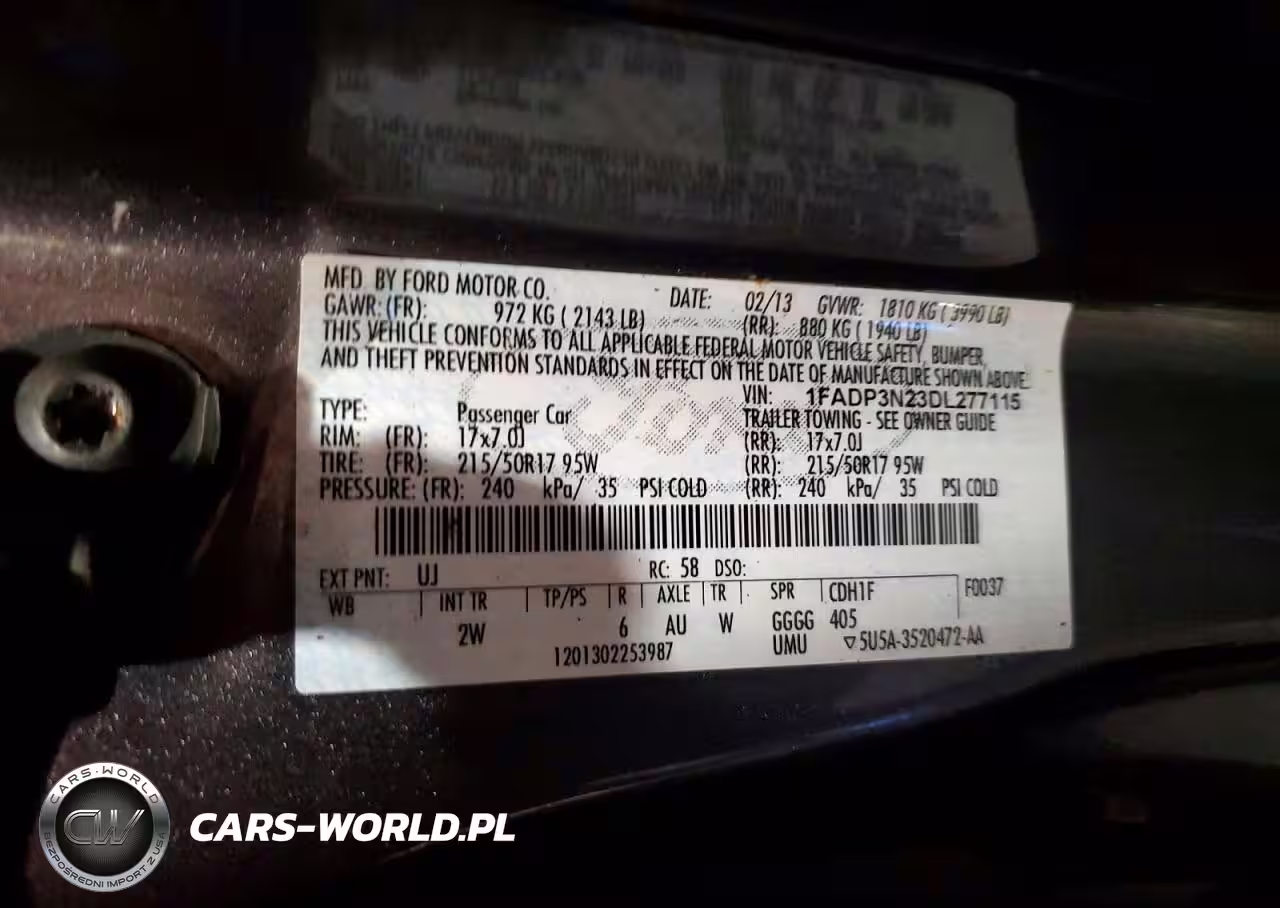 MFD. BY FORD MOTOR CO.
DATE: 02/13 GVWR: 1810 KG ( 3990 LB)
GAWR: (FR): 972 KG ( 2143 LB) (RR): 880 KG ( 1940 LB)
THIS VEHICLE CONFORMS TO ALL APPLICABLE FEDERAL MOTOR VEHICLE SAFETY, BUMPER,
AND THEFT PREVENTION STANDARDS IN EFFECT ON THE DATE OF MANUFACTURE SHOWN ABOVE.
VIN: 1FADP3N23DL277115
TYPE: Passenger Car TRAILER TOWING - SEE OWNER GUIDE
RIM: (FR): 17x7.0J (RR): 17x7.0J
TIRE: (FR): 215/50R17 95W (RR): 215/50R17 95W
PRESSURE: (FR): 240 kPa/ 35 PSI COLD (RR): 240 kPa/ 35 PSI COLD
EXT PNT: UJ RC: 58 DSO:
WB INT TR TP/PS R AXLE TR SPR CDH1F F0037
2W 6 AU W GGGG 405
UMU ▽5U5A-3520472-AA
1201302253987
CARS-WORLD
CW
BEZPOŚREDNI IMPORT Z USA
CARS-WORLD.PL